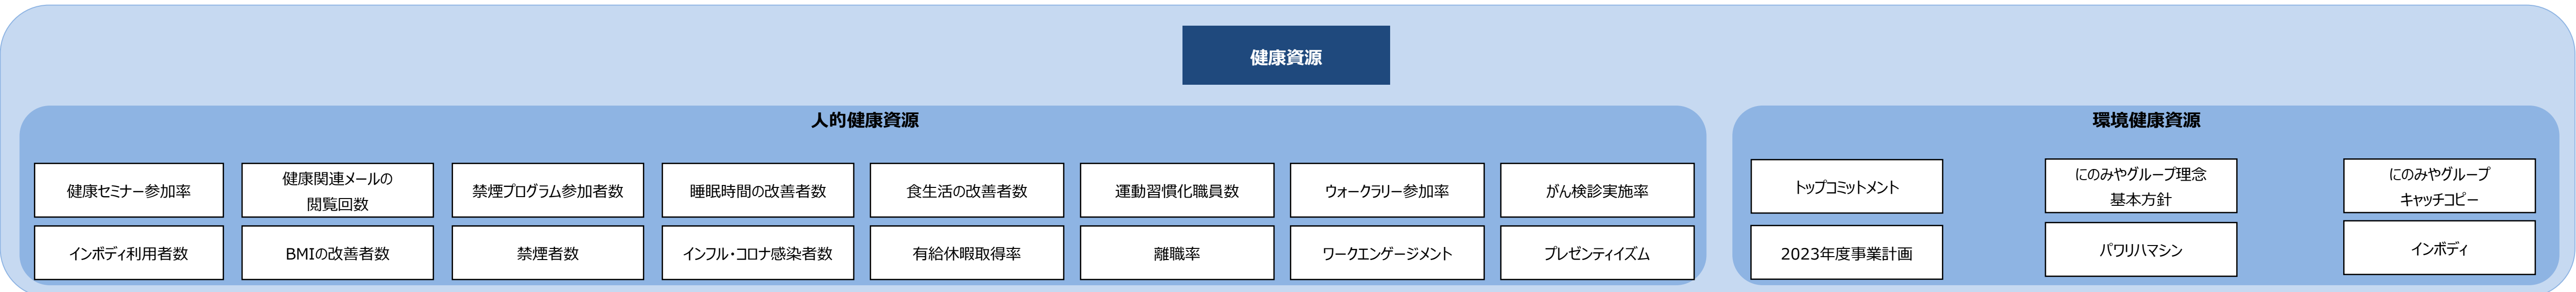 健康資源
人的健康資源
健康セミナー参加率
健康関連メールの
閲覧回数
禁煙プログラム参加者数
睡眠時間の改善者数
食生活の改善者数
運動習慣化職員数
ウォークラリー参加率
がん検診実施率
インボディ利用者数
BMIの改善者数
禁煙者数
インフル・コロナ感染者数
有給休暇取得率
離職率
ワークエンゲージメント
プレゼンティイズム
環境健康資源
トップコミットメント
にのみやグループ理念
基本方針
にのみやグループ
キャッチコピー
2023年度事業計画
パワリハマシン
インボディ